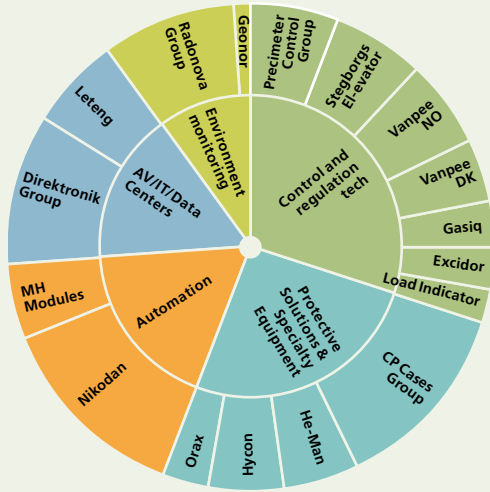 Control and
regulation
tech
Precimeter
Control
Group
Stegborgs
El-evator
Vanpee
NO
Vanpee
DK
Gasiq
Excidor
Load Indicator
Protective
Solutions &
Specialty
Equipment
CP Cases
Group
He-Man
Hycon
Orax
Automation
Nikodan
MH
Modules
AV/IT/Data
Centers
Direktronik
Group
Leteng
Environment
monitoring
Radonova
Group
Geonor